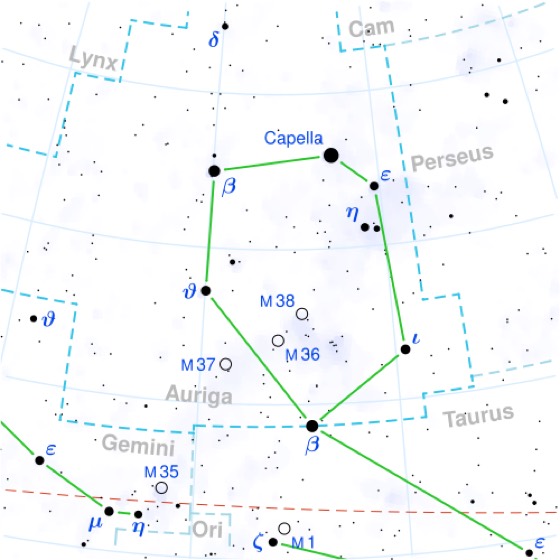 δ
Cam
Lynx
Capella
Perseus
ε
β
η
ϑ
M 38
ϑ
M 36
ι
M 37
Auriga
Taurus
Gemini
β
ε
M 35
μ
η
Ori
ζ
M 1
ε